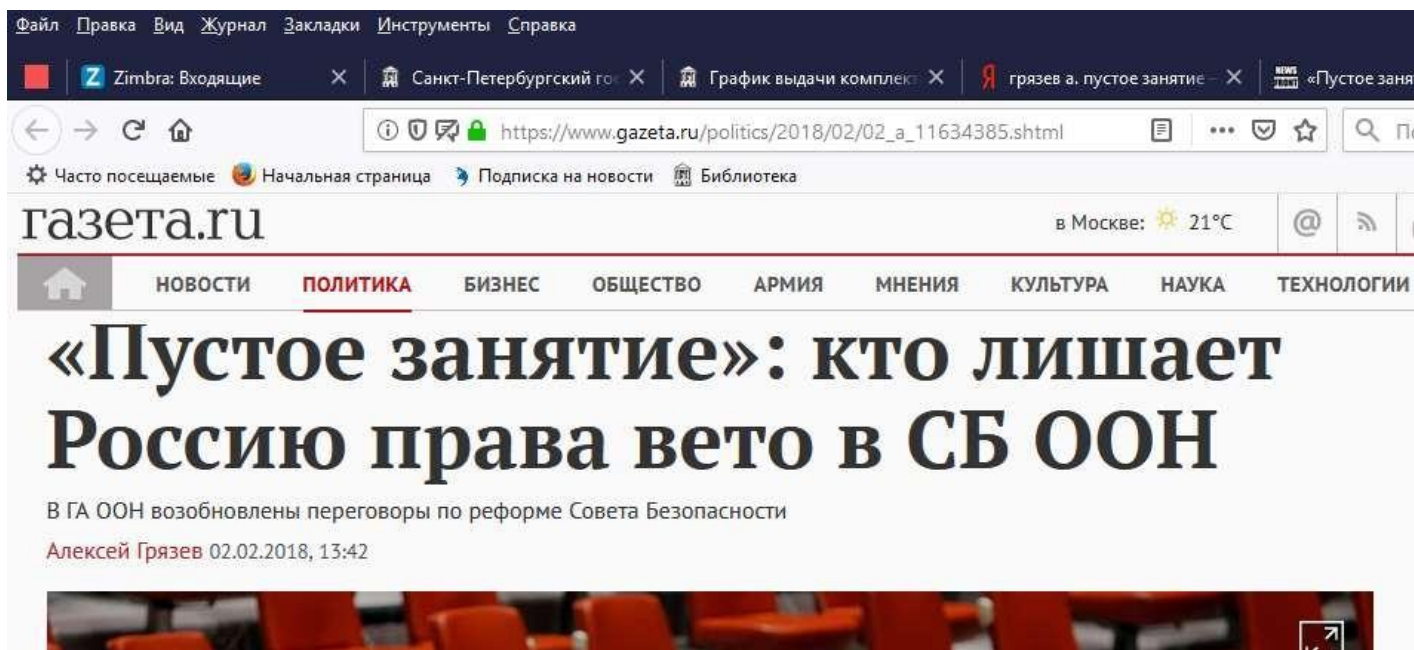 Файл Правка Вид Журнал Закладки Инструменты Справка
Zimbra: Входящие
Санкт-Петербургский гос
График выдачи комплект
грязев а. пустое занятие –
«Пустое заня
https://www.gazeta.ru/politics/2018/02/02_a_11634385.shtml
Часто посещаемые Начальная страница Подписка на новости Библиотека
газета.ru
в Москве: 21°C
НОВОСТИ ПОЛИТИКА БИЗНЕС ОБЩЕСТВО АРМИЯ МНЕНИЯ КУЛЬТУРА НАУКА ТЕХНОЛОГИИ
«Пустое занятие»: кто лишает
Россию права вето в СБ ООН
В ГА ООН возобновлены переговоры по реформе Совета Безопасности
Алексей Грязев 02.02.2018, 13:42